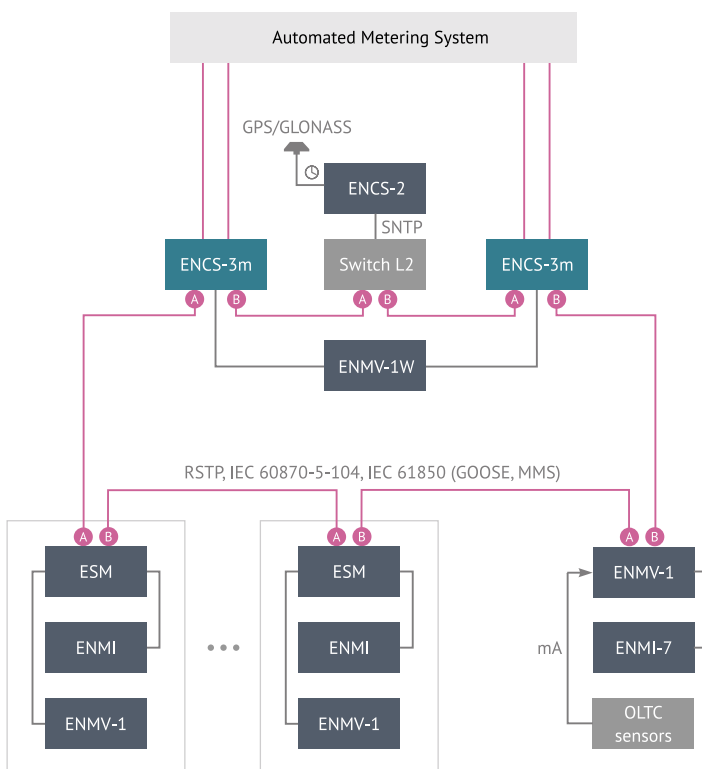 Automated Metering System
GPS/GLONASS
ENCS-2
SNTP
ENCS-3m
Switch L2
ENCS-3m
A
B
A
B
A
B
ENMV-1W
RSTP, IEC 60870-5-104, IEC 61850 (GOOSE, MMS)
A
B
A
B
A
B
ESM
ESM
ENMV-1
ENMI
ENMI
mA
ENMI-7
ENMV-1
ENMV-1
OLTC
sensors